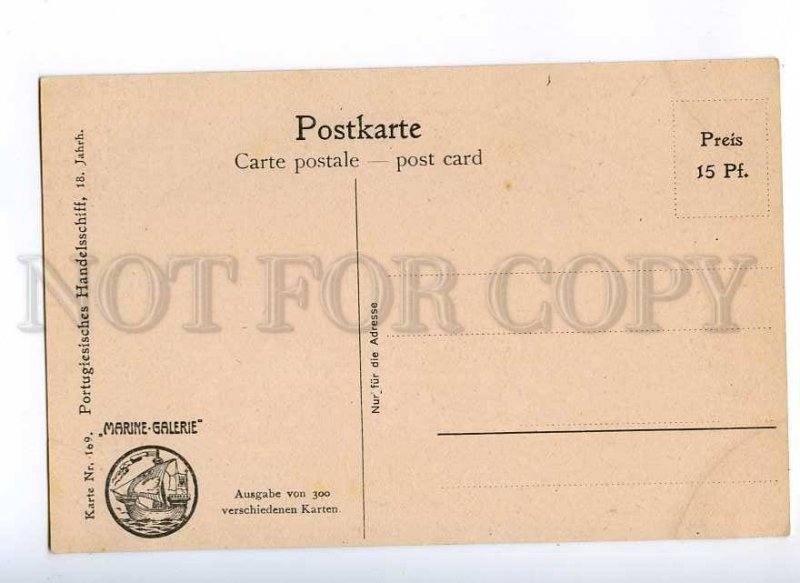 Postkarte
Carte postale — post card
Preis
15 Pf.
Karte Nr. 169. Portugiesisches Handelsschiff, 18. Jahrh.
Nur für die Adresse
„MARINE-GALERIE"
Ausgabe von 300
verschiedenen Karten
NOT FOR COPY